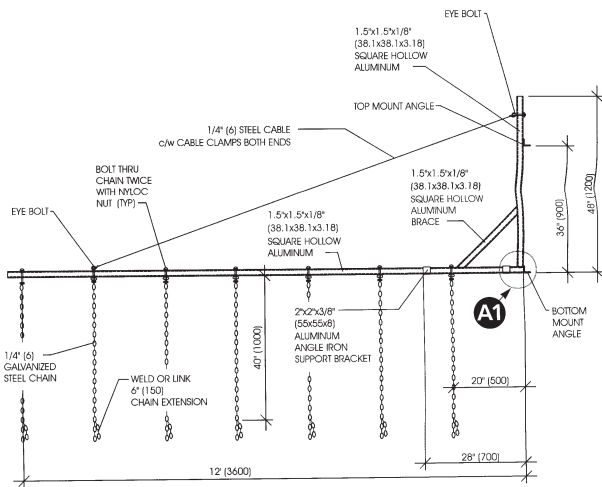 EYE BOLT
1.5"x1.5"x1/8"
(38.1x38.1x3.18)
SQUARE HOLLOW
ALUMINUM
TOP MOUNT ANGLE
1/4" (6) STEEL CABLE
c/w CABLE CLAMPS BOTH ENDS
BOLT THRU
CHAIN TWICE
WITH NYLOC
NUT (TYP)
1.5"x1.5"x1/8"
(38.1x38.1x3.18)
SQUARE HOLLOW
ALUMINUM
BRACE
EYE BOLT
1.5"x1.5"x1/8"
(38.1x38.1x3.18)
SQUARE HOLLOW
ALUMINUM
36" (900)
48" (1200)
A1
BOTTOM
MOUNT
ANGLE
2"x2"x3/8"
(55x55x8)
ALUMINUM
ANGLE IRON
SUPPORT BRACKET
40" (1000)
1/4" (6)
GALVANIZED
STEEL CHAIN
WELD OR LINK
6" (150)
CHAIN EXTENSION
20" (500)
28" (700)
12' (3600)